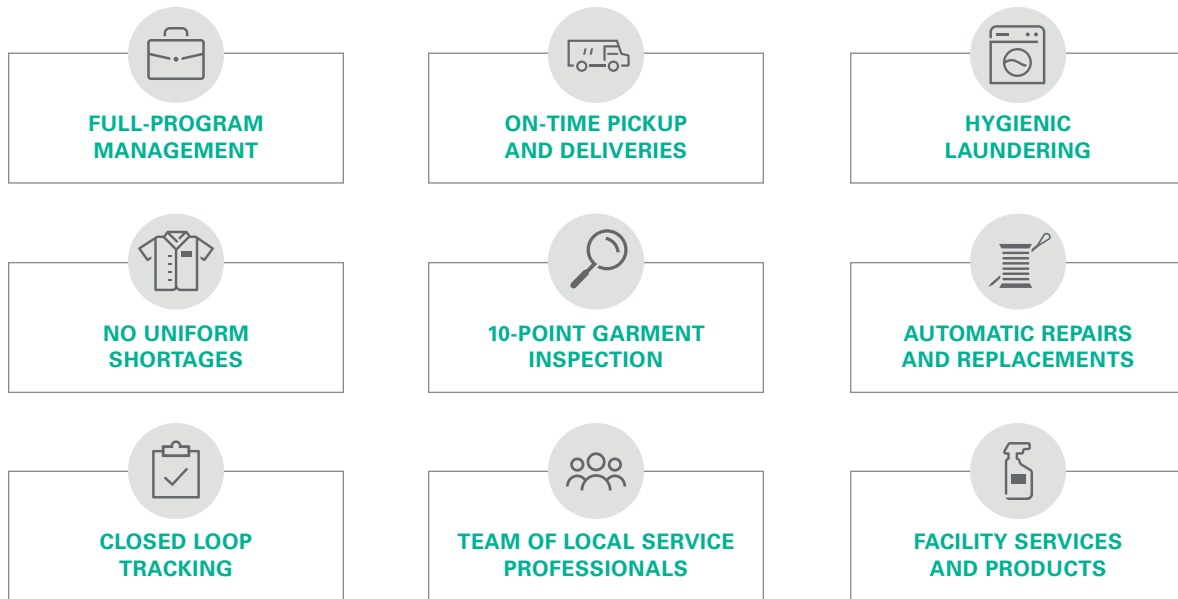 FULL-PROGRAM
MANAGEMENT
ON-TIME PICKUP
AND DELIVERIES
HYGIENIC
LAUNDERING
NO UNIFORM
SHORTAGES
10-POINT GARMENT
INSPECTION
AUTOMATIC REPAIRS
AND REPLACEMENTS
CLOSED LOOP
TRACKING
TEAM OF LOCAL SERVICE
PROFESSIONALS
FACILITY SERVICES
AND PRODUCTS